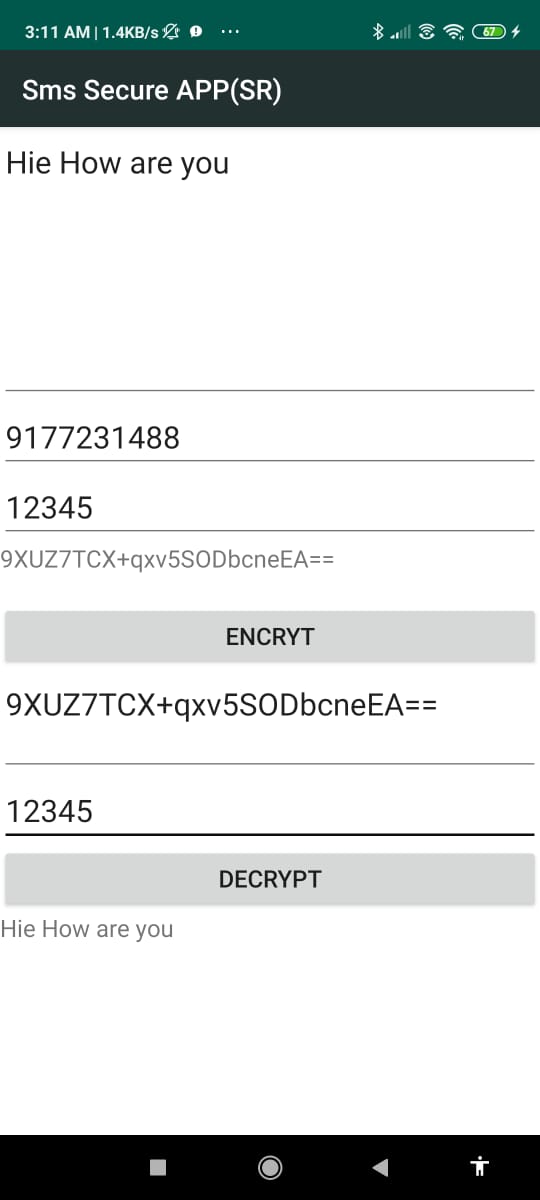 3:11 AM | 1.4KB/s ...
67
Sms Secure APP(SR)
Hie How are you
9177231488
12345
9XUZ7TCX+qxv5SODbcneEA==
ENCRYT
9XUZ7TCX+qxv5SODbcneEA==
12345
DECRYPT
Hie How are you